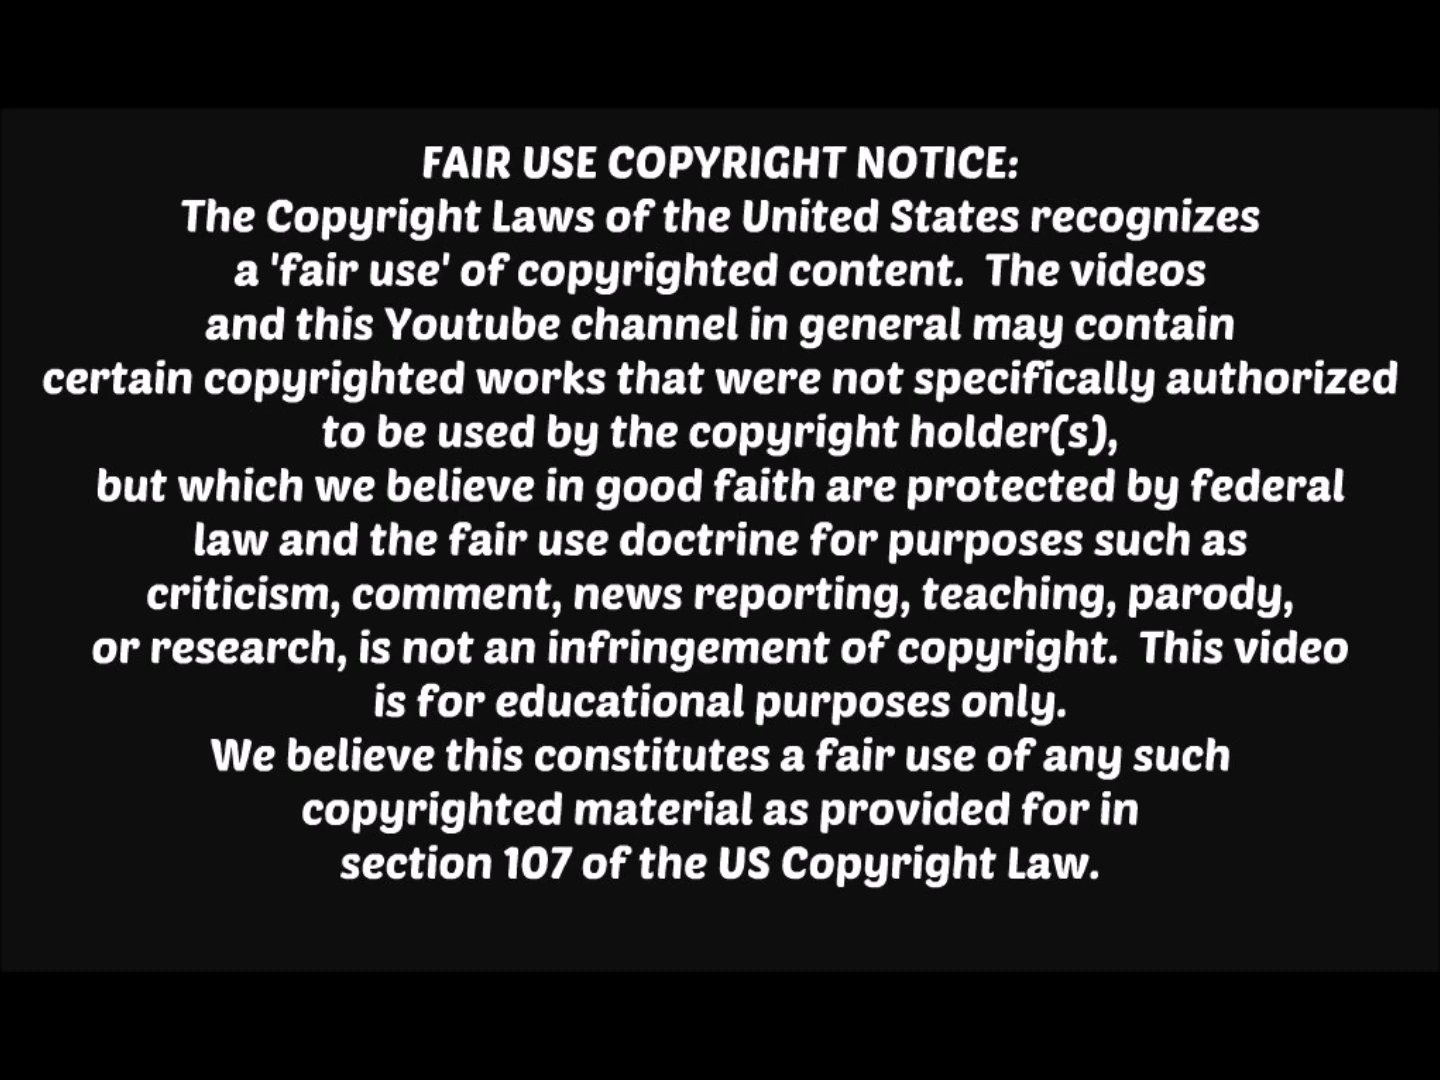 FAIR USE COPYRIGHT NOTICE:
The Copyright Laws of the United States recognizes
a 'fair use' of copyrighted content.  The videos
and this Youtube channel in general may contain
certain copyrighted works that were not specifically authorized
to be used by the copyright holder(s),
but which we believe in good faith are protected by federal
law and the fair use doctrine for purposes such as
criticism, comment, news reporting, teaching, parody,
or research, is not an infringement of copyright.  This video
is for educational purposes only.
We believe this constitutes a fair use of any such
copyrighted material as provided for in
section 107 of the US Copyright Law.